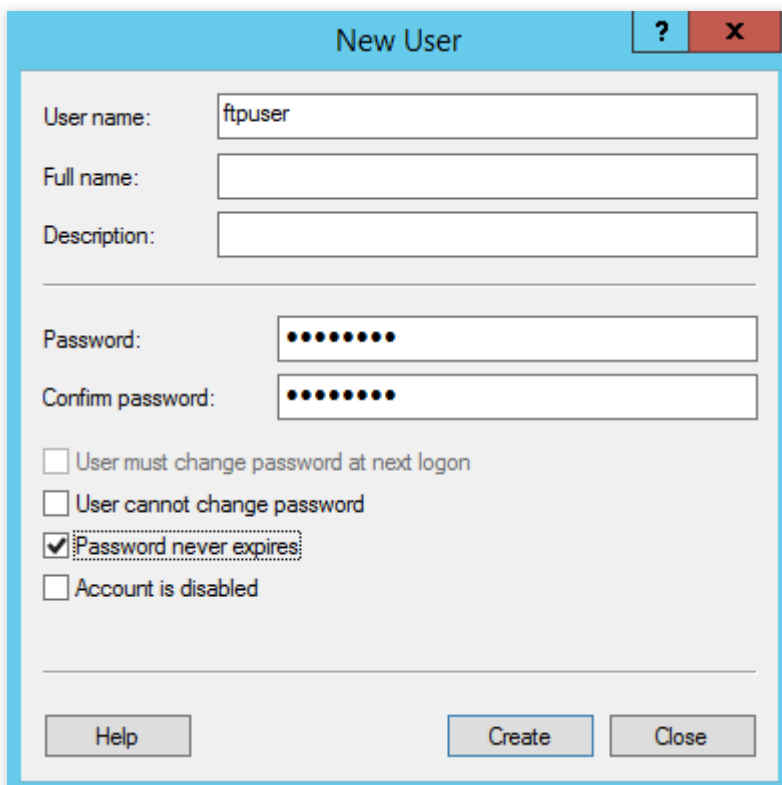 New User
?
x
User name:
ftpuser
Full name:
Description:
Password:
••••••••
Confirm password:
••••••••
User must change password at next logon
User cannot change password
Password never expires
Account is disabled
Help
Create
Close